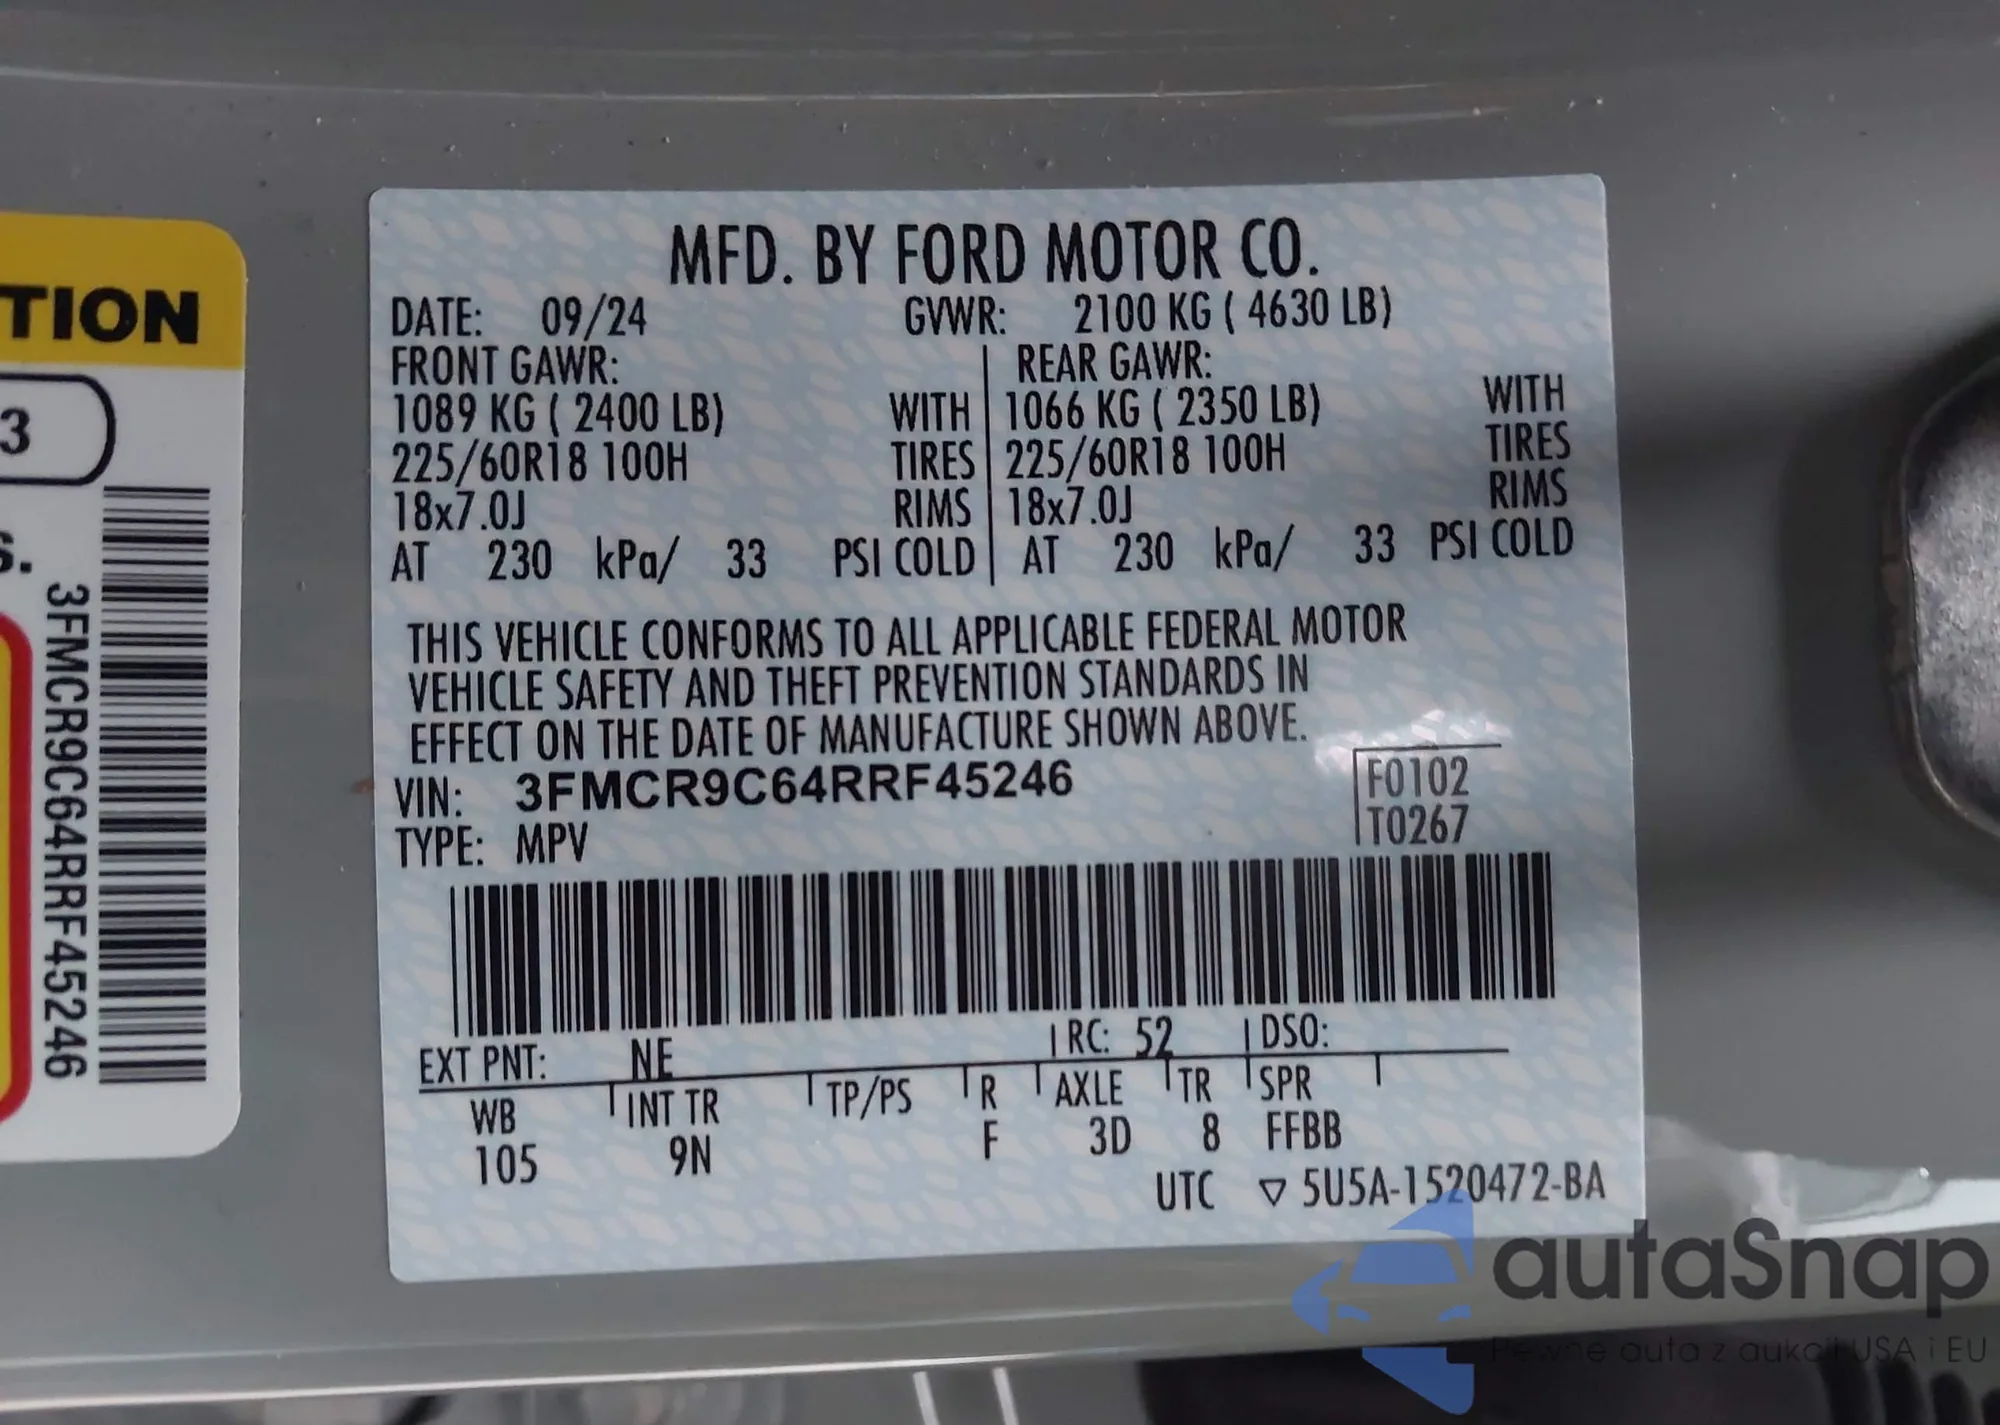 TION
3
s.
3FMCR9C64RRF45246
MFD. BY FORD MOTOR CO.
DATE: 09/24 GVWR: 2100 KG ( 4630 LB)
FRONT GAWR: REAR GAWR:
1089 KG ( 2400 LB) WITH 1066 KG ( 2350 LB) WITH
225/60R18 100H TIRES 225/60R18 100H TIRES
18x7.0J RIMS 18x7.0J RIMS
AT 230 kPa/ 33 PSI COLD AT 230 kPa/ 33 PSI COLD
THIS VEHICLE CONFORMS TO ALL APPLICABLE FEDERAL MOTOR
VEHICLE SAFETY AND THEFT PREVENTION STANDARDS IN
EFFECT ON THE DATE OF MANUFACTURE SHOWN ABOVE.
VIN: 3FMCR9C64RRF45246 F0102
TYPE: MPV T0267
EXT PNT: NE RC: 52 DSO:
WB INT TR TP/PS R AXLE TR SPR
105 9N F 3D 8 FFBB
UTC ▽ 5U5A-1520472-BA
autaSnap
Pewne auta z aukcji USA i EU